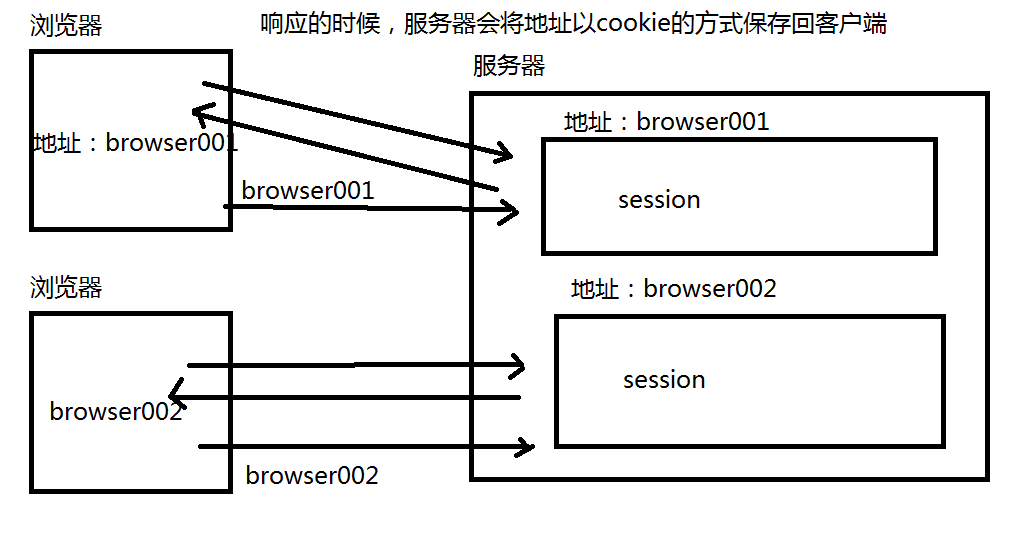 浏览器
响应的时候，服务器会将地址以cookie的方式保存回客户端
服务器
地址：browser001
地址：browser001
browser001
session
浏览器
地址：browser002
browser002
session
browser002